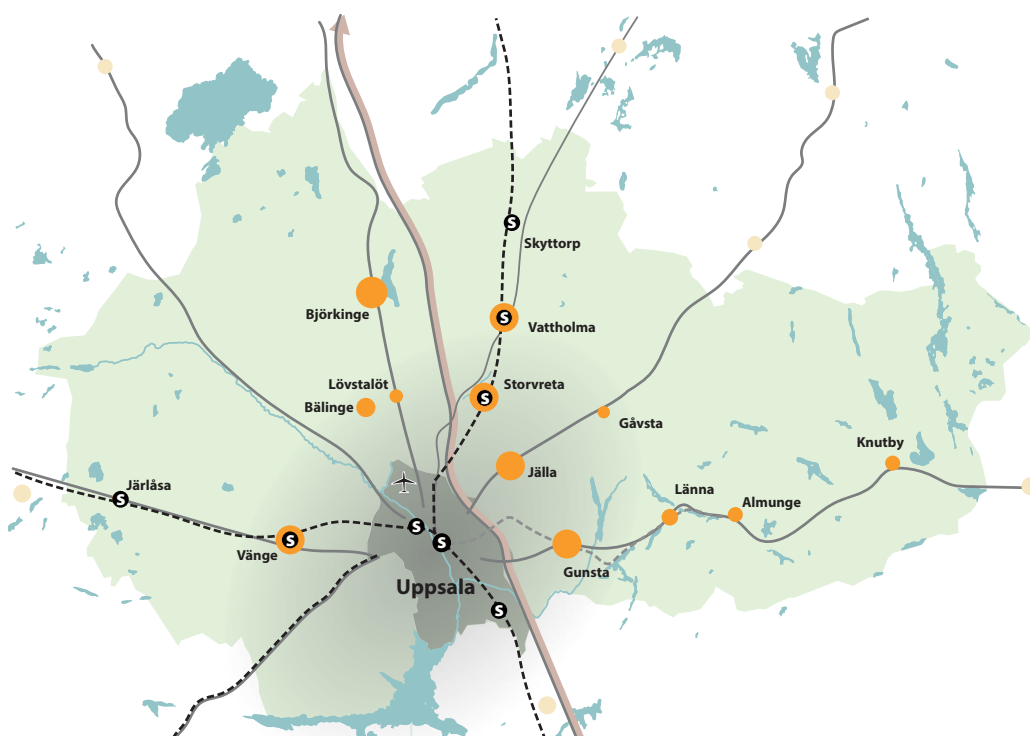 S
Skyttorp
Björkinge
S
Vattholma
Lövstalöt
Bälinge
S
Storvreta
Gåvsta
Knutby
Jälla
Järlåsa
S
Länna
Almunge
S
Vänge
S
S
Gunsta
Uppsala
S